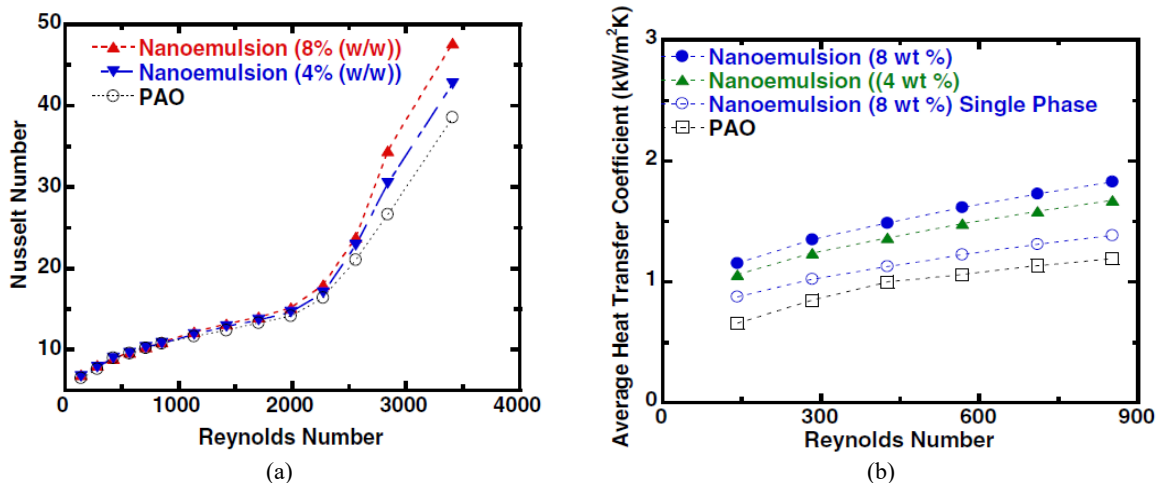 50
40
30
20
10
Nusselt Number
Nanoemulsion (8% (w/w))
Nanoemulsion (4% (w/w))
PAO
0 1000 2000 3000 4000
Reynolds Number
(a)
3
2
1
0
Average Heat Transfer Coefficient (kW/m²K)
Nanoemulsion (8 wt %)
Nanoemulsion ((4 wt %)
Nanoemulsion (8 wt %) Single Phase
PAO
0 300 600 900
Reynolds Number
(b)